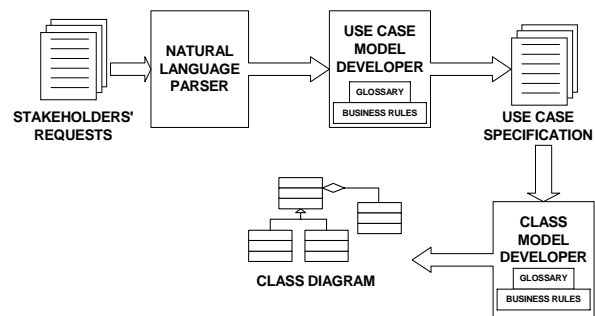 STAKEHOLDERS'
REQUESTS
NATURAL
LANGUAGE
PARSER
USE CASE
MODEL
DEVELOPER
GLOSSARY
BUSINESS RULES
USE CASE
SPECIFICATION
CLASS
MODEL
DEVELOPER
GLOSSARY
BUSINESS RULES
CLASS DIAGRAM